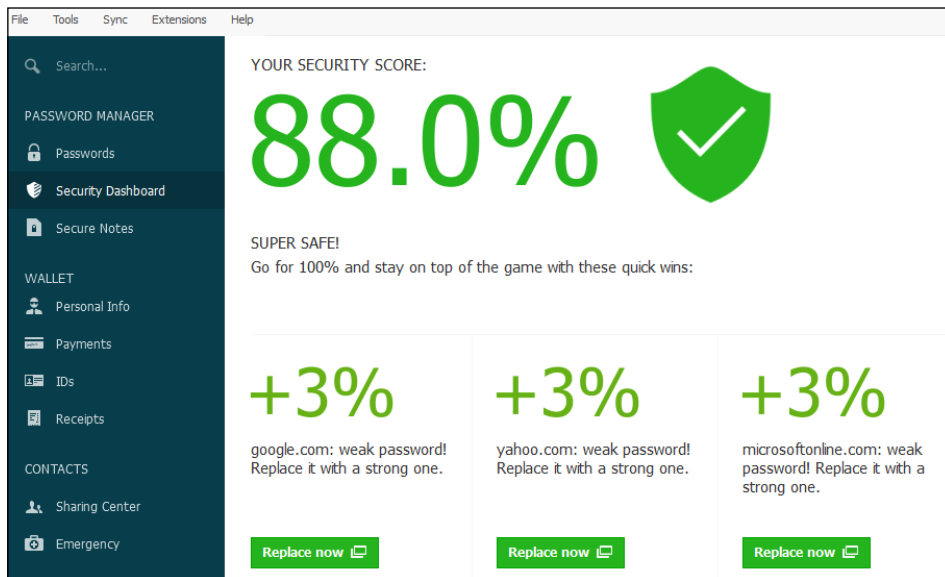 File Tools Sync Extensions Help
Search...
PASSWORD MANAGER
Passwords
Security Dashboard
Secure Notes
WALLET
Personal Info
Payments
IDs
Receipts
CONTACTS
Sharing Center
Emergency
YOUR SECURITY SCORE:
88.0%
SUPER SAFE!
Go for 100% and stay on top of the game with these quick wins:
+3%
google.com: weak password!
Replace it with a strong one.
Replace now
+3%
yahoo.com: weak password!
Replace it with a strong one.
Replace now
+3%
microsoftonline.com: weak
password! Replace it with a
strong one.
Replace now